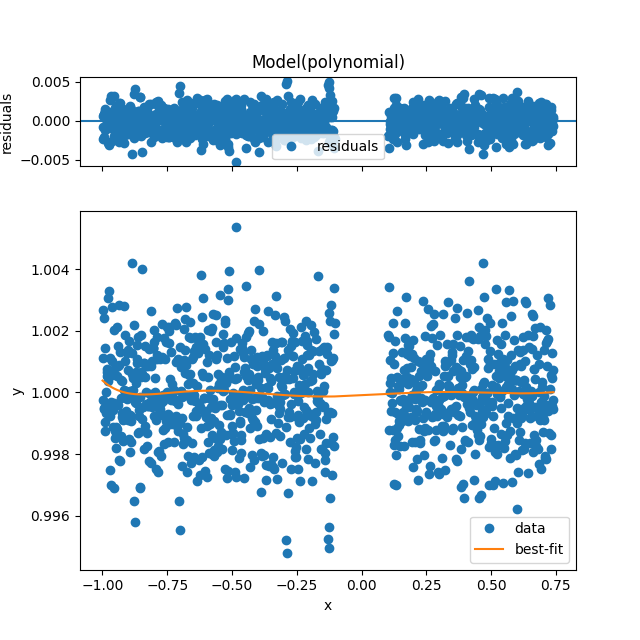 Model(polynomial)
residuals
0.005
0.000
−0.005
residuals
y
1.004
1.002
1.000
0.998
0.996
data
best-fit
−1.00 −0.75 −0.50 −0.25 0.00 0.25 0.50 0.75
x